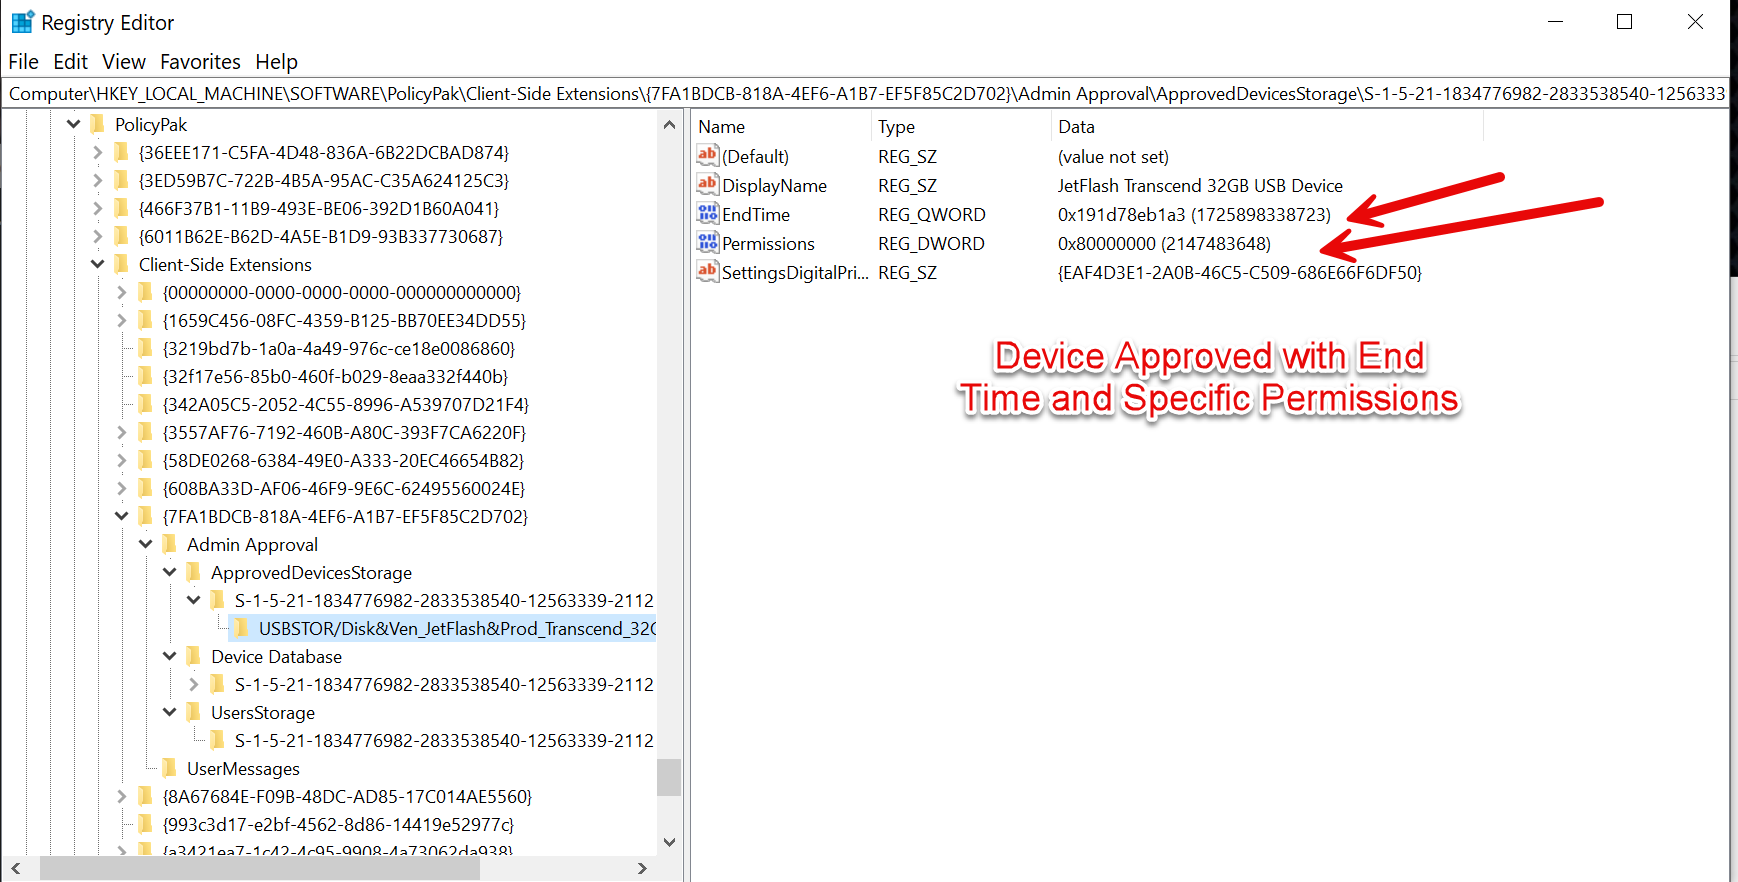 Registry Editor
File Edit View Favorites Help
Computer\HKEY_LOCAL_MACHINE\SOFTWARE\PolicyPak\Client-Side Extensions\{7FA1BDCB-818A-4EF6-A1B7-EF5F85C2D702}\Admin Approval\ApprovedDevicesStorage\S-1-5-21-1834776982-2833538540-1256333
PolicyPak
{36EEE171-C5FA-4D48-836A-6B22DCBAD874}
{3ED59B7C-722B-4B5A-95AC-C35A624125C3}
{466F37B1-11B9-493E-BE06-392D1B60A041}
{6011B62E-B62D-4A5E-B1D9-93B337730687}
Client-Side Extensions
{00000000-0000-0000-0000-000000000000}
{1659C456-08FC-4359-B125-BB70EE34DD55}
{3219bd7b-1a0a-4a49-976c-ce18e0086860}
{32f17e56-85b0-460f-b029-8eaa332f440b}
{342A05C5-2052-4C55-8996-A539707D21F4}
{3557AF76-7192-460B-A80C-393F7CA6220F}
{58DE0268-6384-49E0-A333-20EC46654B82}
{608BA33D-AF06-46F9-9E6C-62495560024E}
{7FA1BDCB-818A-4EF6-A1B7-EF5F85C2D702}
Admin Approval
ApprovedDevicesStorage
S-1-5-21-1834776982-2833538540-12563339-2112
USBSTOR/Disk&Ven_JetFlash&Prod_Transcend_32G
Device Database
S-1-5-21-1834776982-2833538540-12563339-2112
UsersStorage
S-1-5-21-1834776982-2833538540-12563339-2112
UserMessages
{8A67684E-F09B-48DC-AD85-17C014AE5560}
{993c3d17-e2bf-4562-8d86-14419e52977c}
{a3421ea7-1c42-4c95-9908-4a73062da938}
Name Type Data
(Default) REG_SZ (value not set)
DisplayName REG_SZ JetFlash Transcend 32GB USB Device
EndTime REG_QWORD 0x191d78eb1a3 (1725898338723)
Permissions REG_DWORD 0x80000000 (2147483648)
SettingsDigitalPri... REG_SZ {EAF4D3E1-2A0B-46C5-C509-686E66F6DF50}
Device Approved with End
Time and Specific Permissions